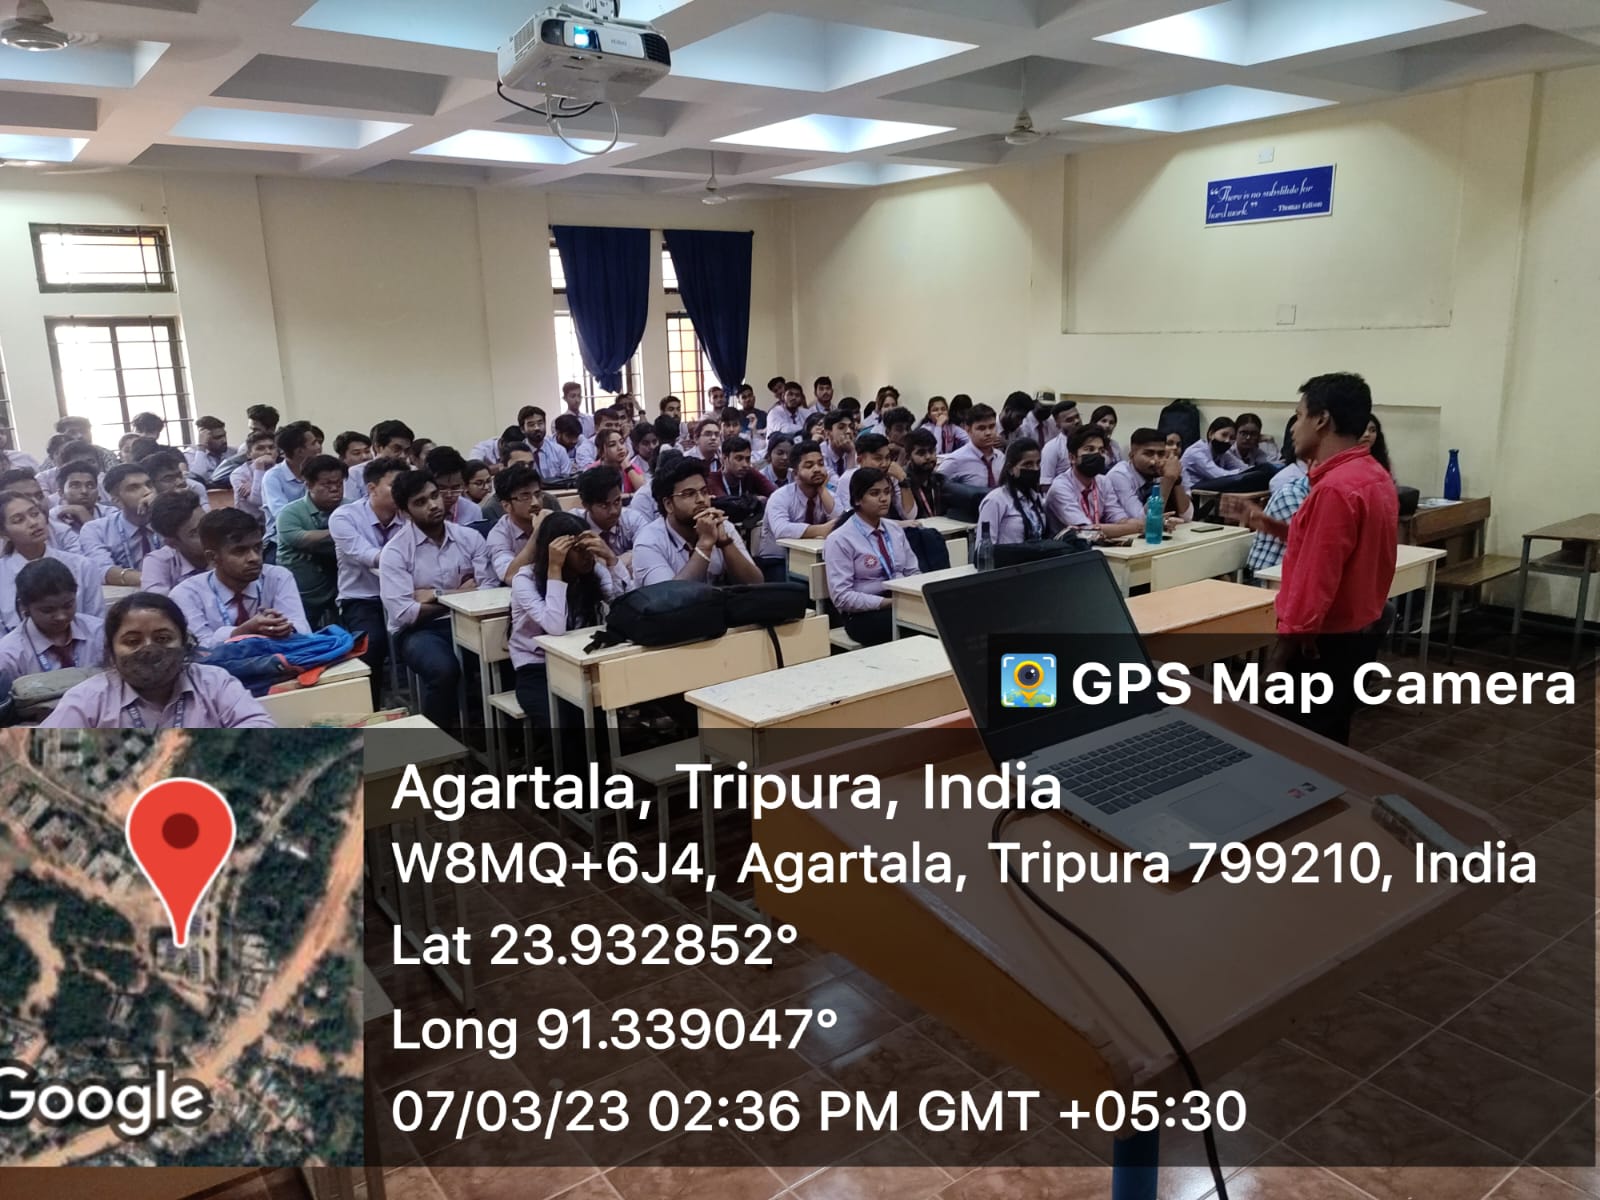 “There is no substitute for
hard work.”
- Thomas Edison
GPS Map Camera
Agartala, Tripura, India
W8MQ+6J4, Agartala, Tripura 799210, India
Lat 23.932852°
Long 91.339047°
07/03/23 02:36 PM GMT +05:30
Google